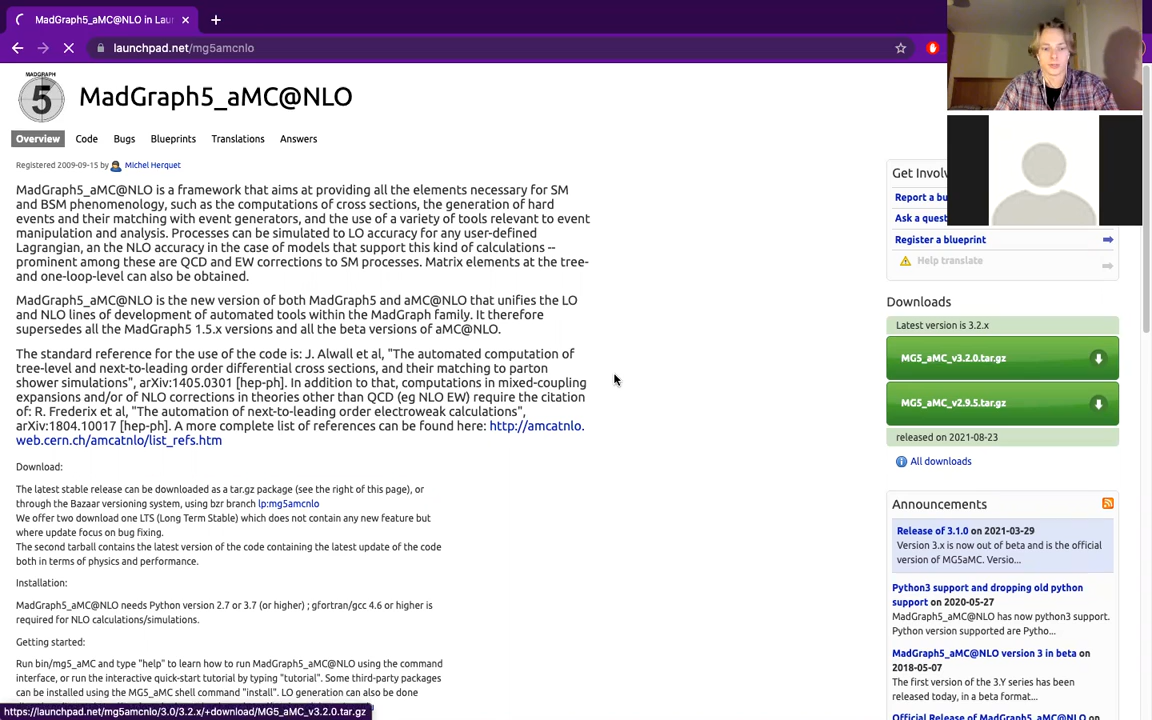 MadGraph5_aMC@NLO in Lau
launchpad.net/mg5amcnlo
MADGRAPH
5
MadGraph5_aMC@NLO
Overview Code Bugs Blueprints Translations Answers
Registered 2009-09-15 by Michel Herquet
MadGraph5_aMC@NLO is a framework that aims at providing all the elements necessary for SM
and BSM phenomenology, such as the computations of cross sections, the generation of hard
events and their matching with event generators, and the use of a variety of tools relevant to event
manipulation and analysis. Processes can be simulated to LO accuracy for any user-defined
Lagrangian, an the NLO accuracy in the case of models that support this kind of calculations --
prominent among these are QCD and EW corrections to SM processes. Matrix elements at the tree-
and one-loop-level can also be obtained.
MadGraph5_aMC@NLO is the new version of both MadGraph5 and aMC@NLO that unifies the LO
and NLO lines of development of automated tools within the MadGraph family. It therefore
supersedes all the MadGraph5 1.5.x versions and all the beta versions of aMC@NLO.
The standard reference for the use of the code is: J. Alwall et al, "The automated computation of
tree-level and next-to-leading order differential cross sections, and their matching to parton
shower simulations", arXiv:1405.0301 [hep-ph]. In addition to that, computations in mixed-coupling
expansions and/or of NLO corrections in theories other than QCD (eg NLO EW) require the citation
of: R. Frederix et al, "The automation of next-to-leading order electroweak calculations",
arXiv:1804.10017 [hep-ph]. A more complete list of references can be found here: http://amcatnlo.
web.cern.ch/amcatnlo/list_refs.htm
Download:
The latest stable release can be downloaded as a tar.gz package (see the right of this page), or
through the Bazaar versioning system, using bzr branch lp:mg5amcnlo
We offer two download one LTS (Long Term Stable) which does not contain any new feature but
where update focus on bug fixing.
The second tarball contains the latest version of the code containing the latest update of the code
both in terms of physics and performance.
Installation:
MadGraph5_aMC@NLO needs Python version 2.7 or 3.7 (or higher) ; gfortran/gcc 4.6 or higher is
required for NLO calculations/simulations.
Getting started:
Run bin/mg5_aMC and type "help" to learn how to run MadGraph5_aMC@NLO using the command
interface, or run the interactive quick-start tutorial by typing "tutorial". Some third-party packages
can be installed using the MG5_aMC shell command "install". LO generation can also be done
https://launchpad.net/mg5amcnlo/3.0/3.2.x/+download/MG5_aMC_v3.2.0.tar.gz
Get Invol
Report a bu
Ask a quest
Register a blueprint
Help translate
Downloads
Latest version is 3.2.x
MG5_aMC_v3.2.0.tar.gz
MG5_aMC_v2.9.5.tar.gz
released on 2021-08-23
All downloads
Announcements
Release of 3.1.0 on 2021-03-29
Version 3.x is now out of beta and is the official
version of MG5aMC. Versio...
Python3 support and dropping old python
support on 2020-05-27
MadGraph5_aMC@NLO has now python3 support.
Python version supported are Pytho...
MadGraph5_aMC@NLO version 3 in beta on
2018-05-07
The first version of the 3.Y series has been
released today, in a beta format...
Official Release of MadGraph5_aMC@NLO